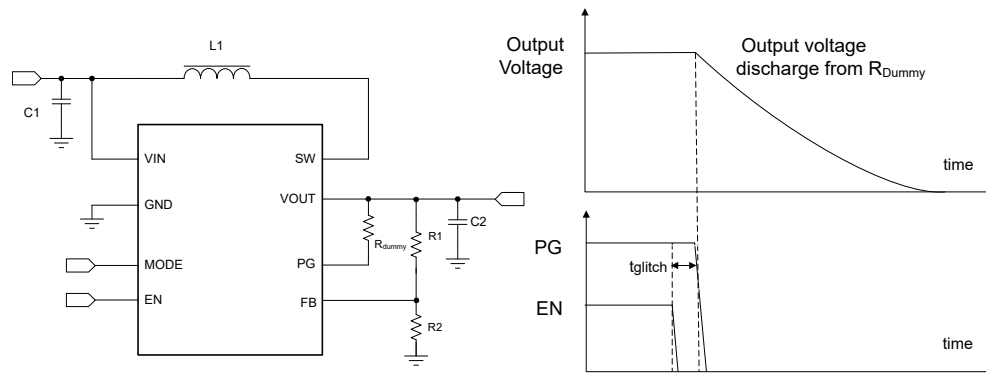 L1
C1
VIN
SW
GND
VOUT
C2
R1
Rdummy
MODE
PG
EN
FB
R2
Output
Voltage
Output voltage
discharge from RDummy
time
PG
tglitch
EN
time